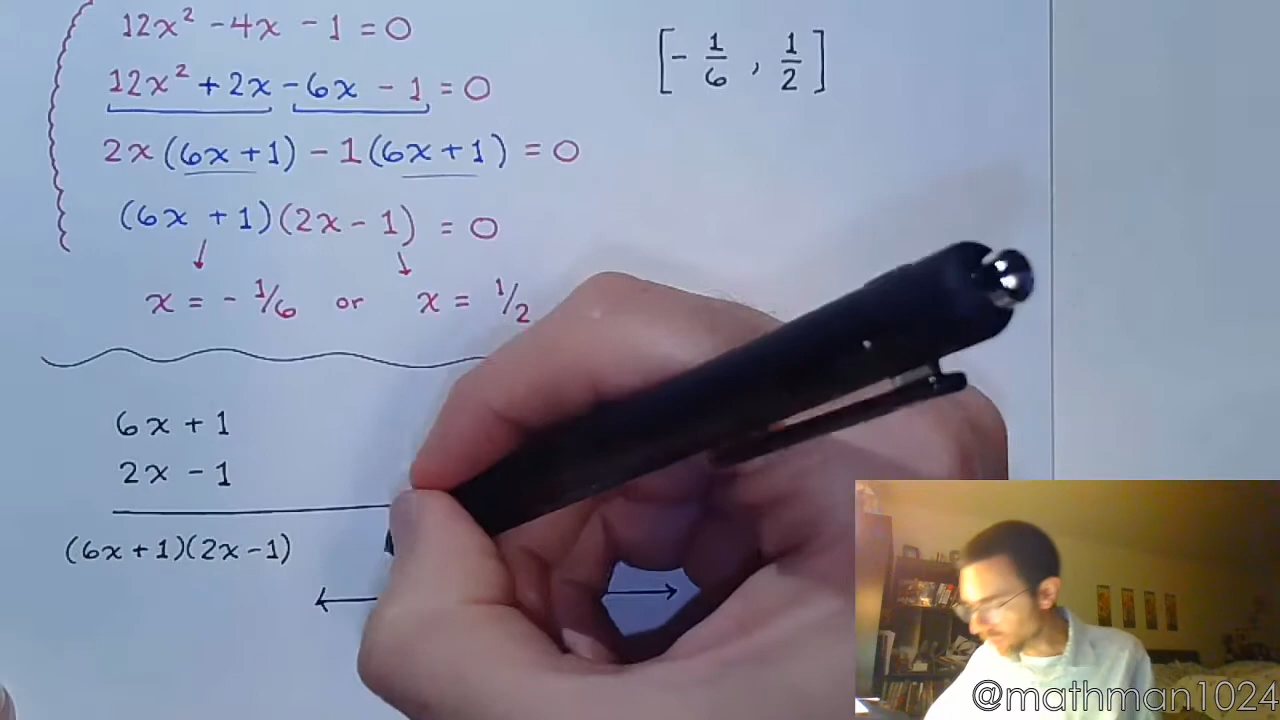 12x² - 4x - 1 = 0
12x² + 2x - 6x - 1 = 0
2x (6x + 1) - 1 (6x + 1) = 0
(6x + 1)(2x - 1) = 0
x = - 1/6 or x = 1/2
[- 1/6 , 1/2]
6x + 1
2x - 1
(6x + 1)(2x - 1)
@mathman1024